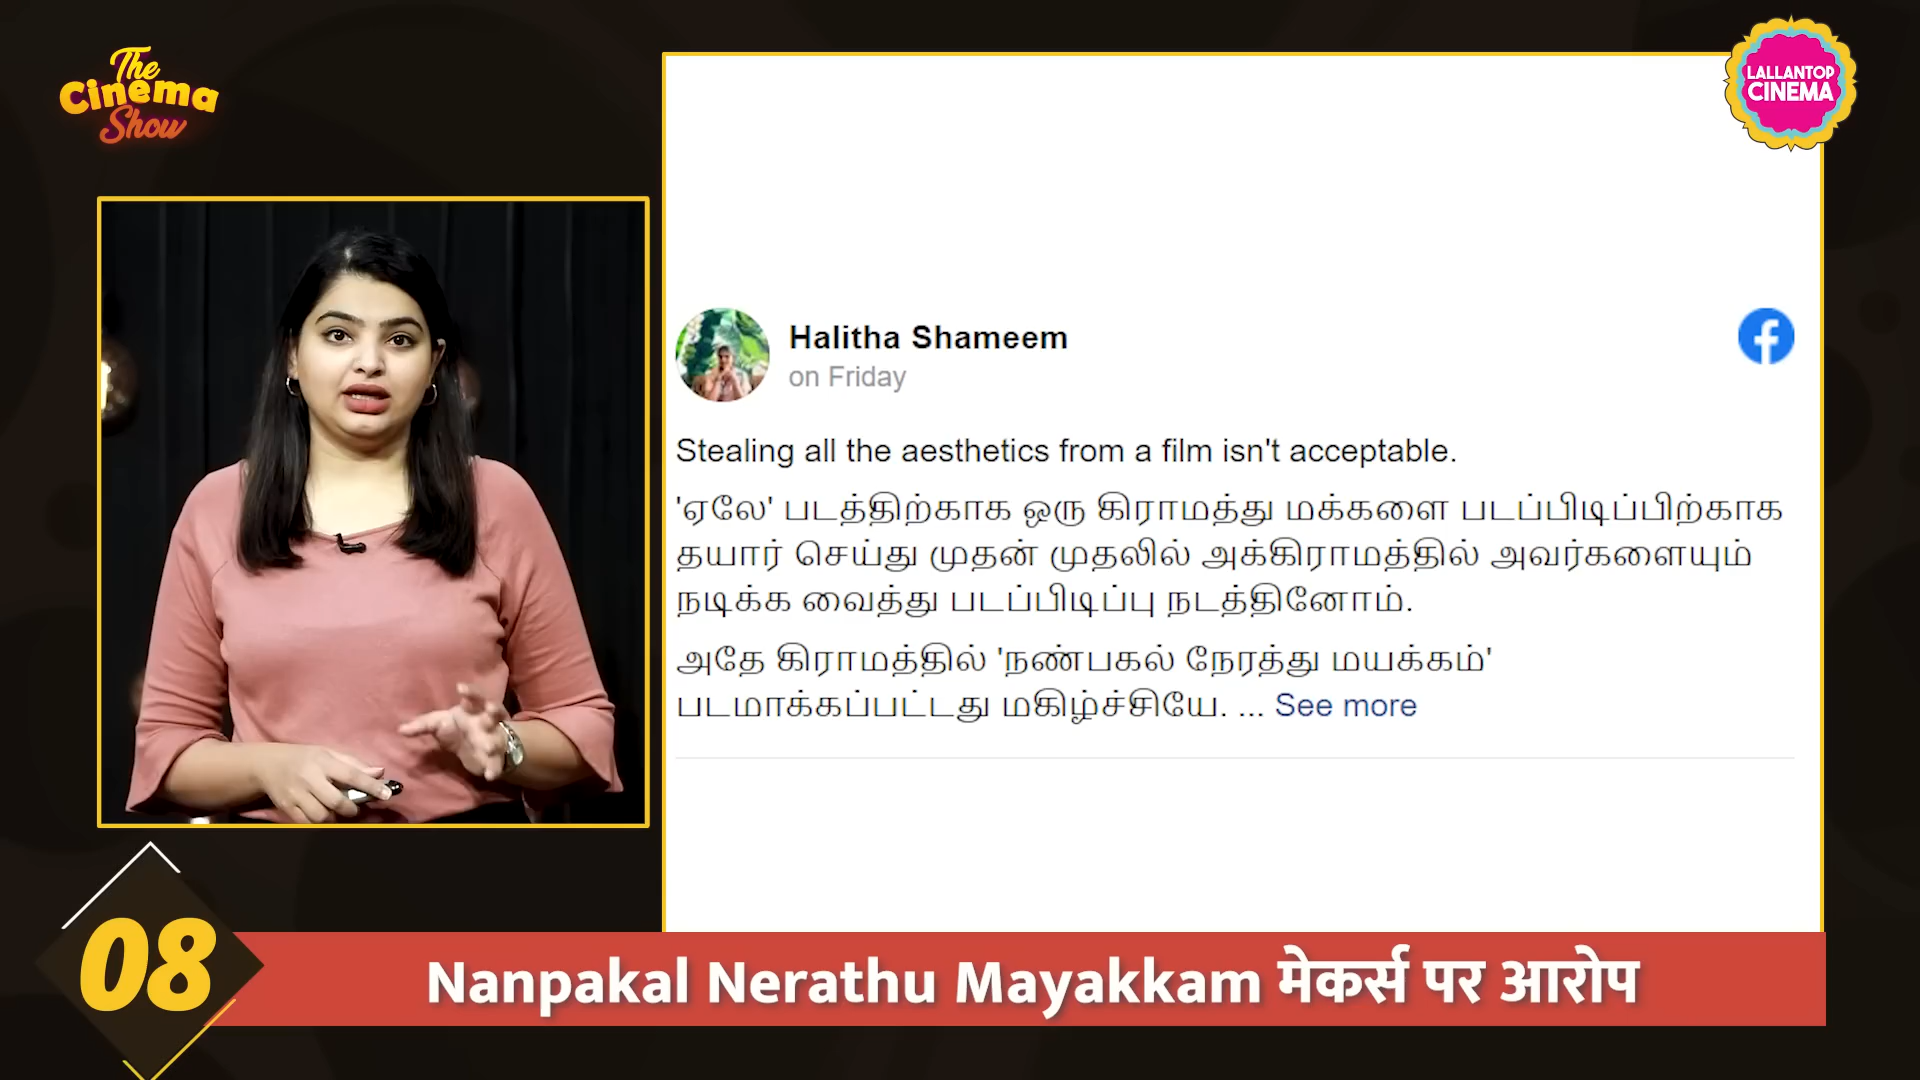 The
Cinema
Show
LALLANTOP
CINEMA
Halitha Shameem
on Friday
Stealing all the aesthetics from a film isn't acceptable.
'ஏலே' படத்திற்காக ஒரு கிராமத்து மக்களை படப்பிடிப்பிற்காக
தயார் செய்து முதன் முதலில் அக்கிராமத்தில் அவர்களையும்
நடிக்க வைத்து படப்பிடிப்பு நடத்தினோம்.
அதே கிராமத்தில் 'நண்பகல் நேரத்து மயக்கம்'
படமாக்கப்பட்டது மகிழ்ச்சியே. ... See more
08
Nanpakal Nerathu Mayakkam मेकर्स पर आरोप